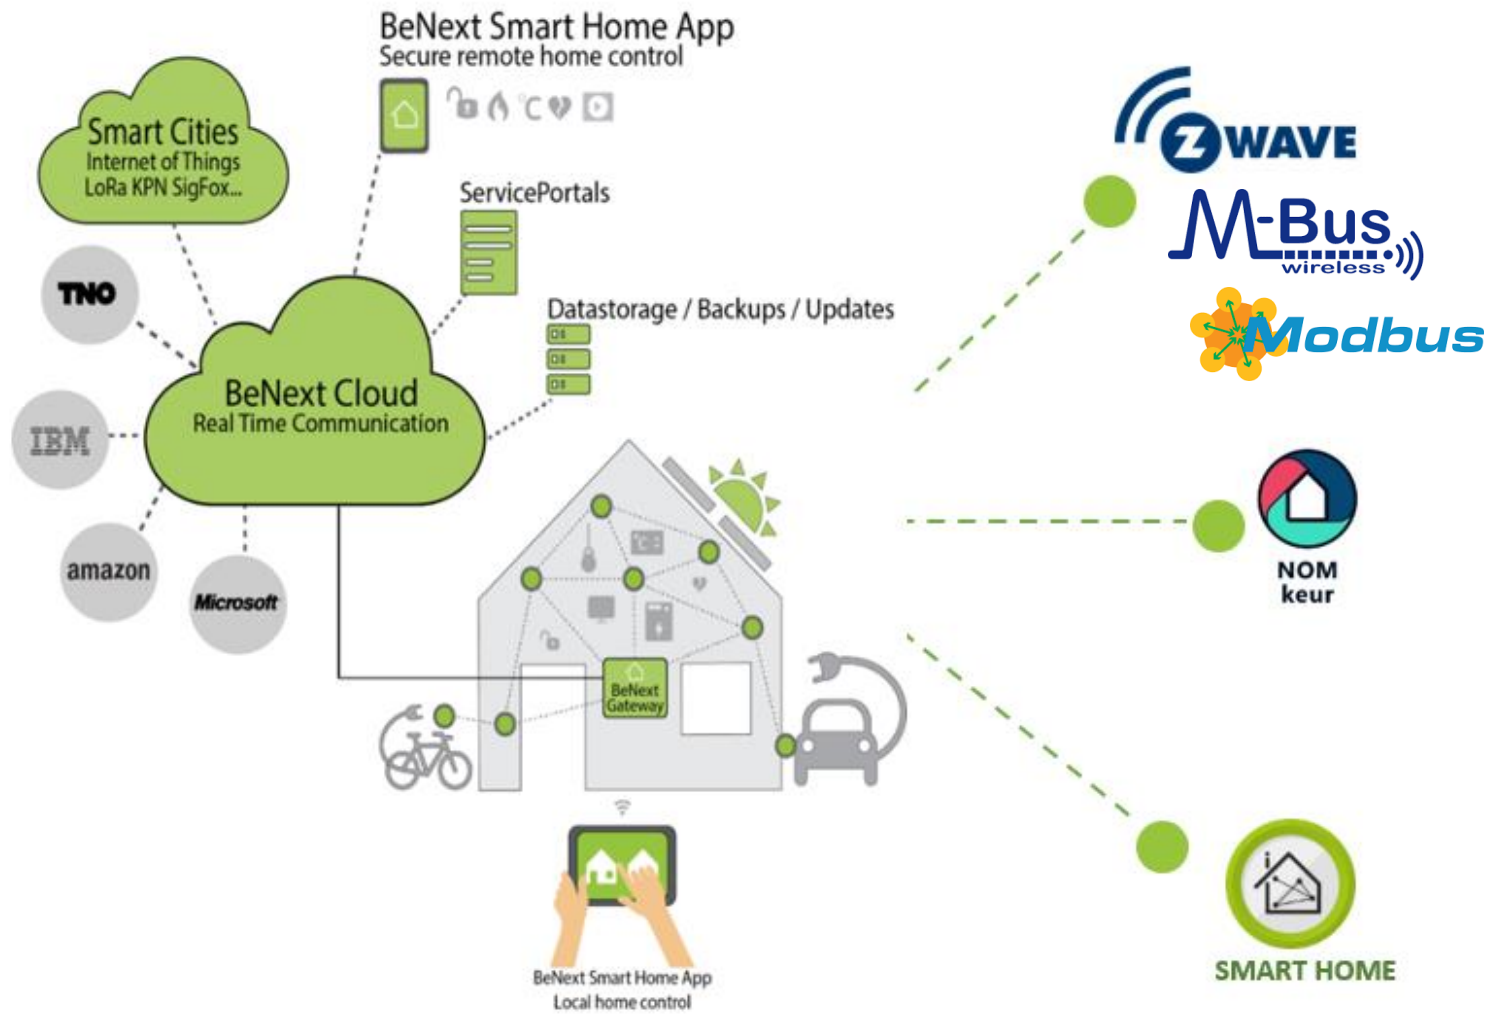 BeNext Smart Home App
Secure remote home control
°C
Smart Cities
Internet of Things
LoRa KPN SigFox...
ServicePortals
TNO
Datastorage / Backups / Updates
BeNext Cloud
Real Time Communication
IBM
amazon
Microsoft
°C
BeNext
Gateway
BeNext Smart Home App
Local home control
Z WAVE
M-Bus
wireless
Modbus
NOM
keur
SMART HOME